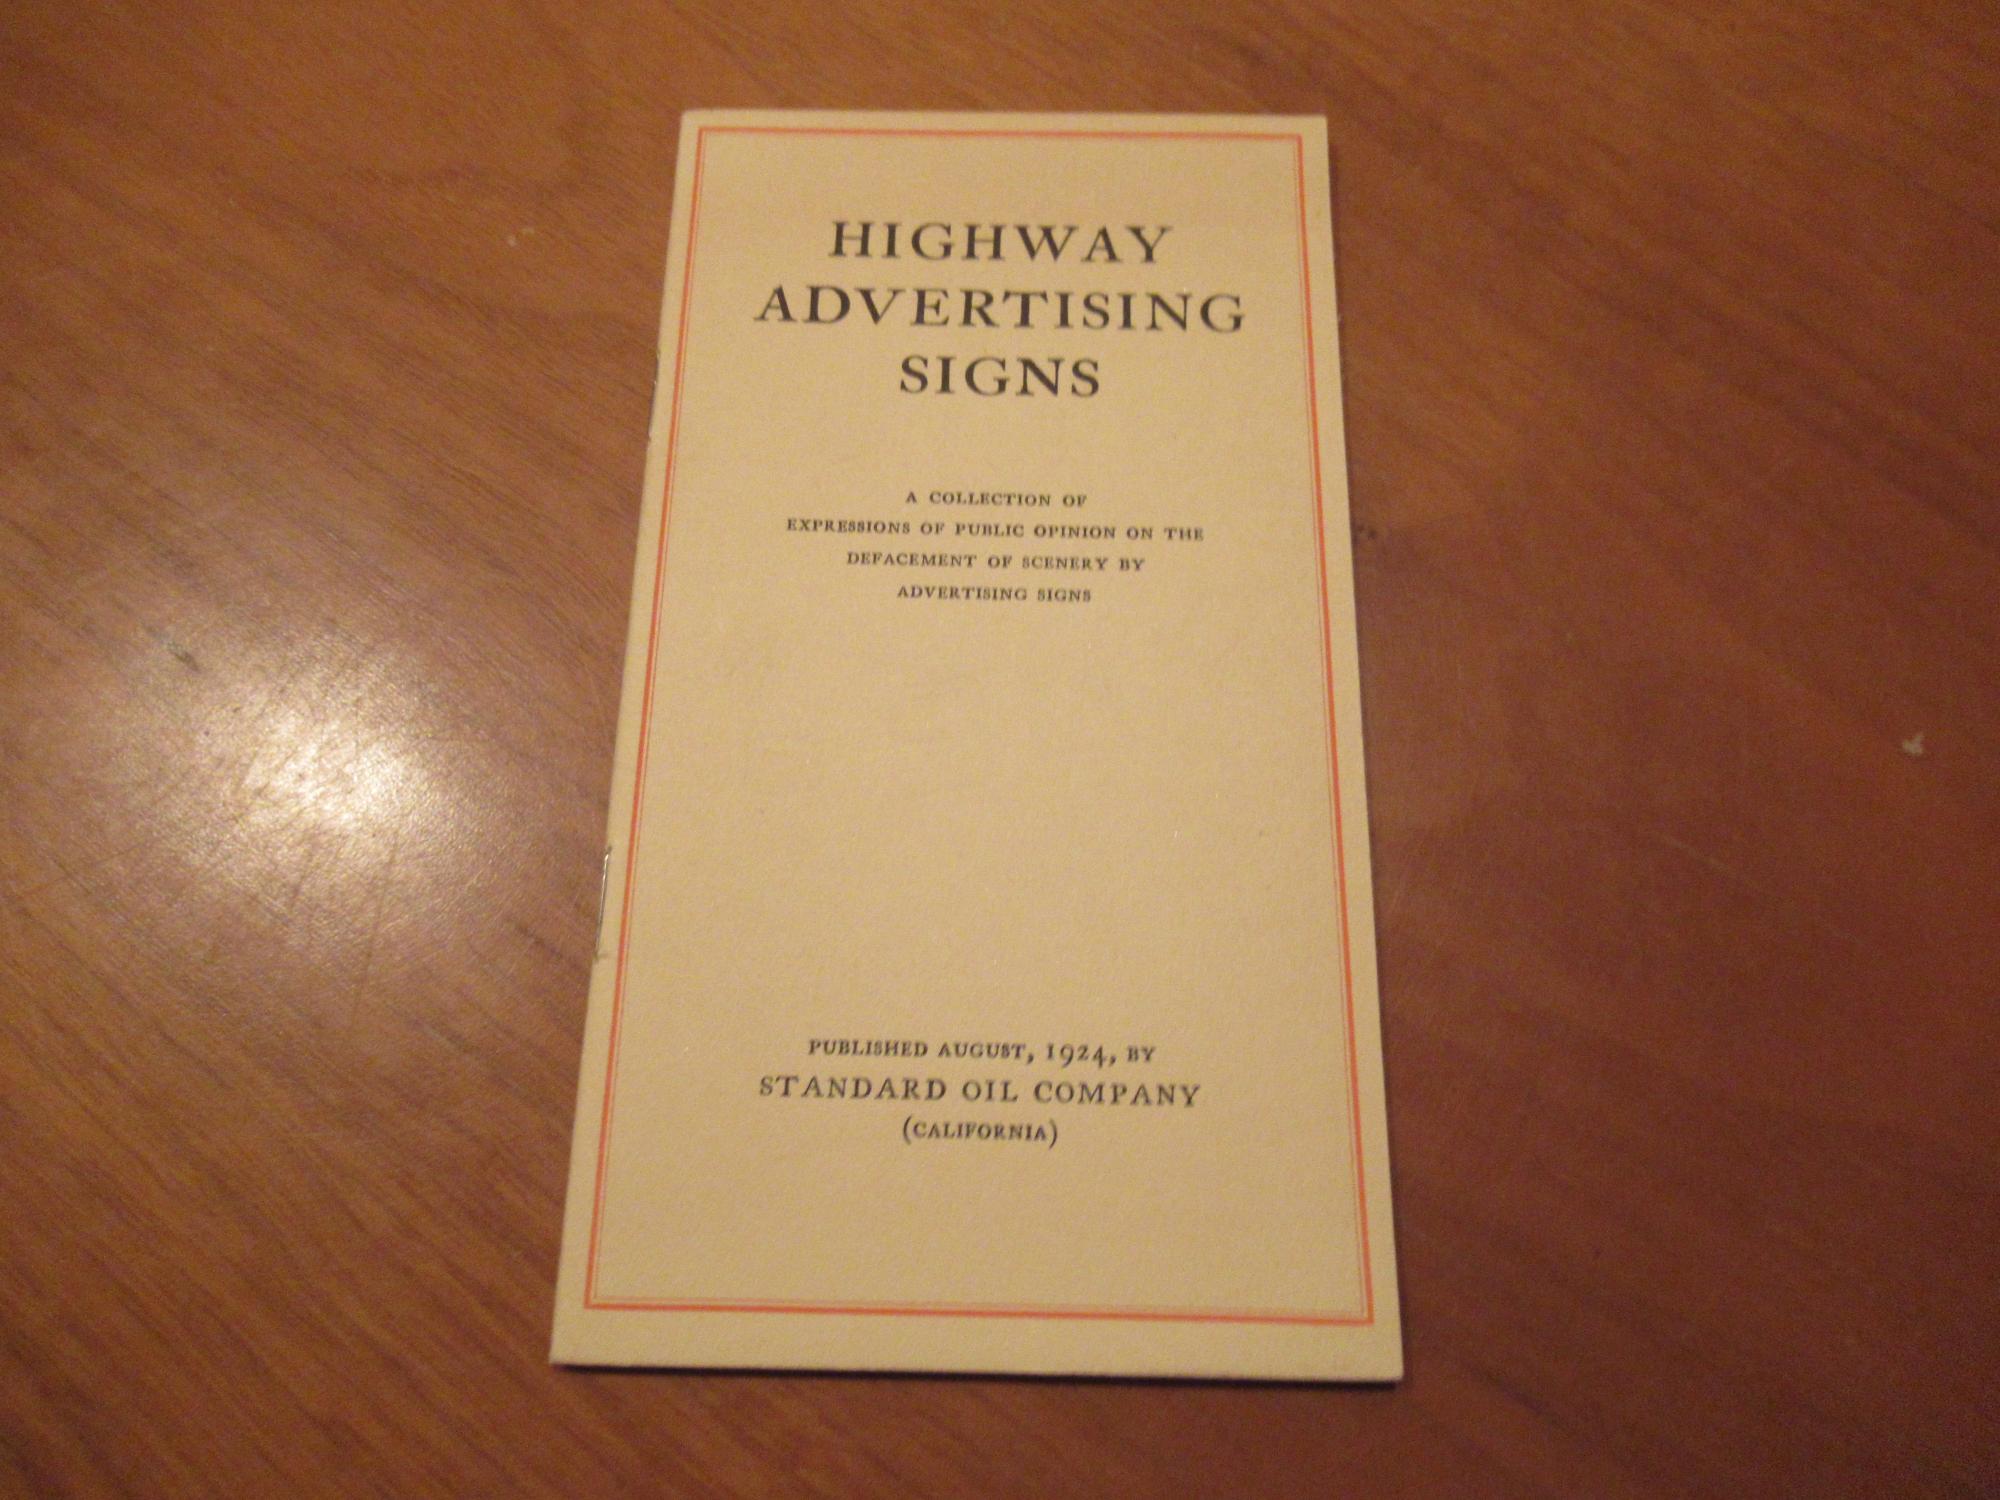 HIGHWAY
ADVERTISING
SIGNS
A COLLECTION OF
EXPRESSIONS OF PUBLIC OPINION ON THE
DEFACEMENT OF SCENERY BY
ADVERTISING SIGNS
PUBLISHED AUGUST, 1924, BY
STANDARD OIL COMPANY
(CALIFORNIA)